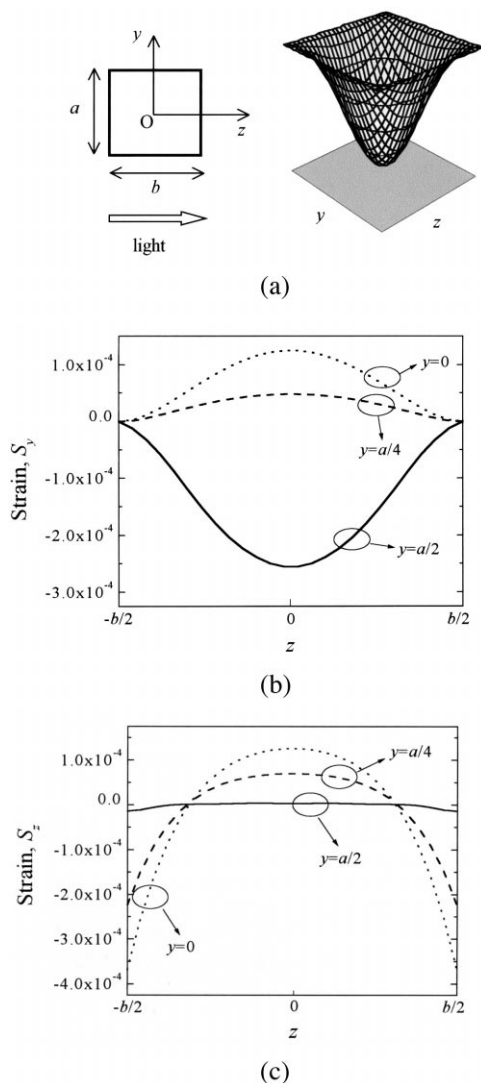 y
a
O
z
b
light
y
z
(a)
Strain, S_y
1.0x10⁻⁴
0.0
-1.0x10⁻⁴
-2.0x10⁻⁴
-3.0x10⁻⁴
y=0
y=a/4
y=a/2
-b/2
0
b/2
z
(b)
Strain, S_z
1.0x10⁻⁴
0.0
-1.0x10⁻⁴
-2.0x10⁻⁴
-3.0x10⁻⁴
-4.0x10⁻⁴
y=a/4
y=a/2
y=0
-b/2
0
b/2
z
(c)